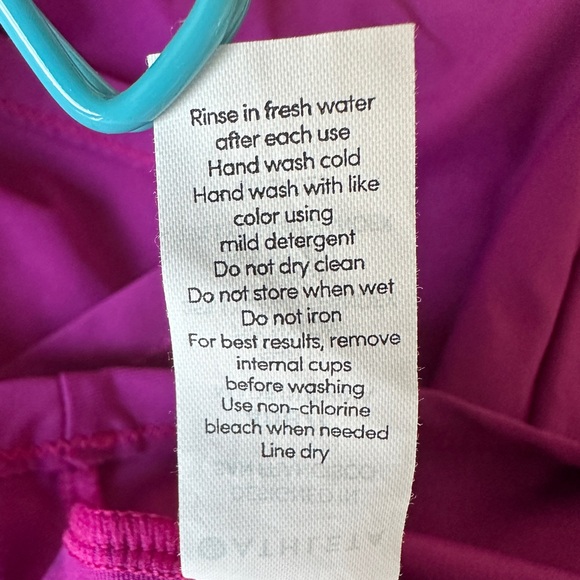 Rinse in fresh water
after each use
Hand wash cold
Hand wash with like
color using
mild detergent
Do not dry clean
Do not store when wet
Do not iron
For best results, remove
internal cups
before washing
Use non-chlorine
bleach when needed
Line dry
ATHLETA